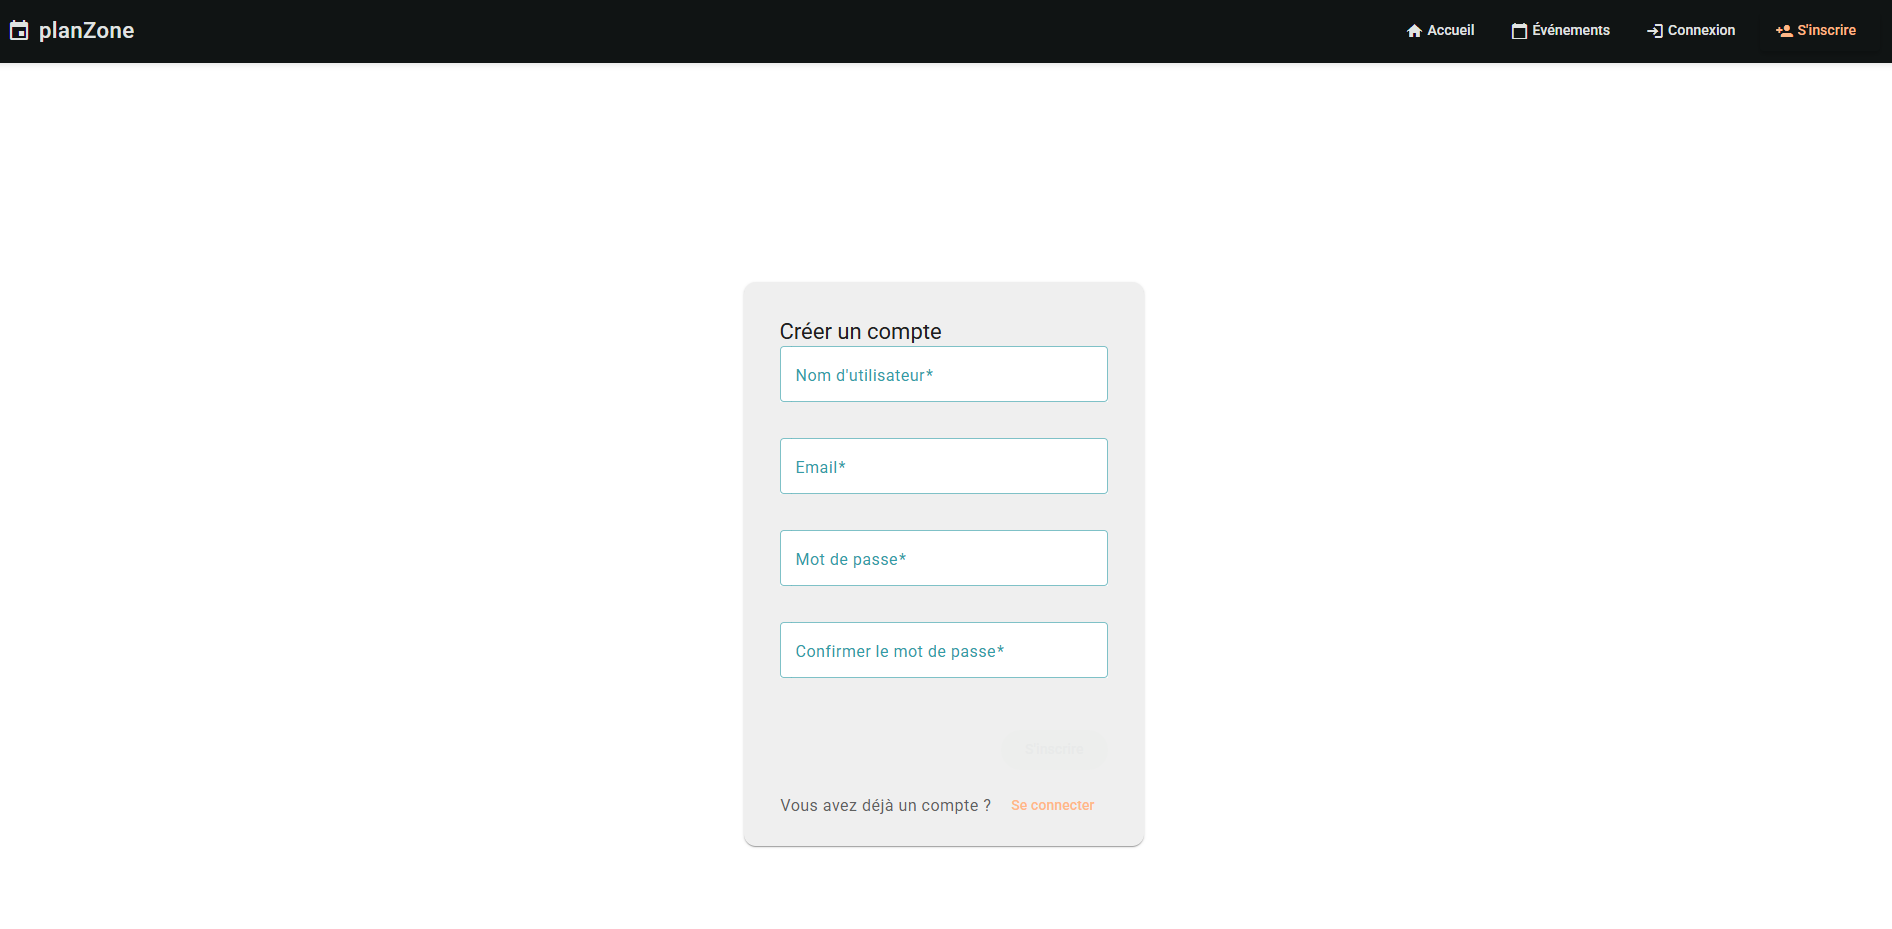 planZone
Accueil
Événements
Connexion
S'inscrire
Créer un compte
Nom d'utilisateur*
Email*
Mot de passe*
Confirmer le mot de passe*
S'inscrire
Vous avez déjà un compte ? Se connecter